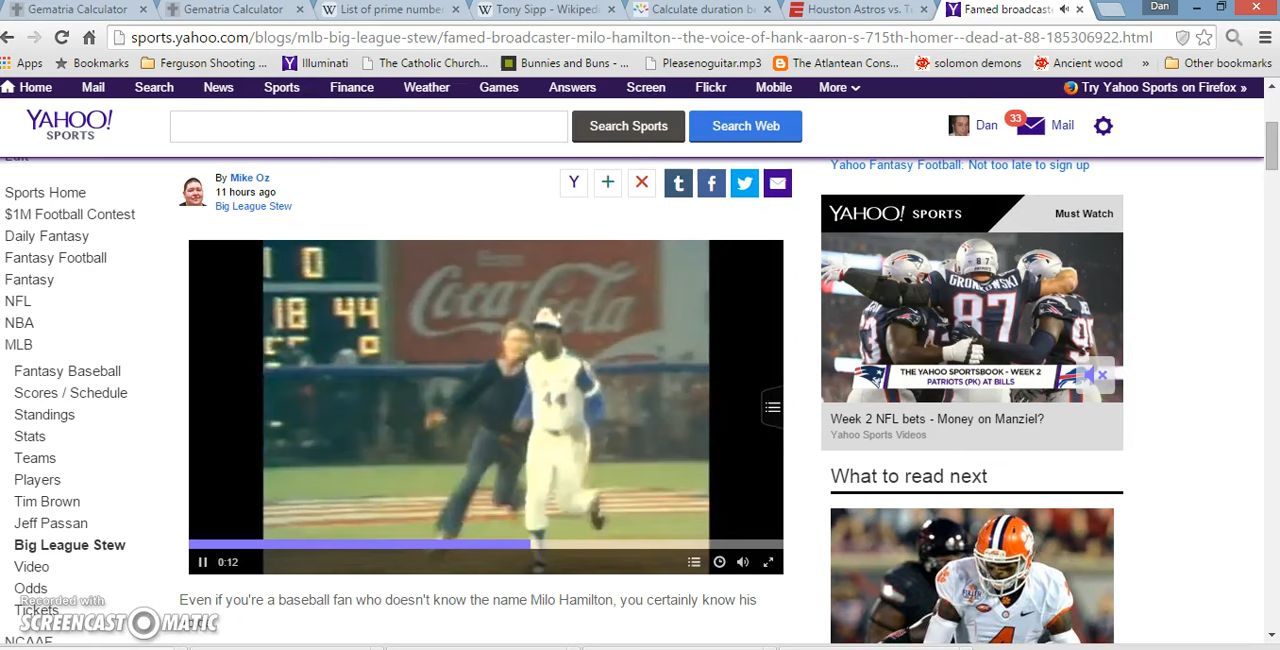 Gematria Calculator
Gematria Calculator
List of prime number
Tony Sipp - Wikiped
Calculate duration be
Houston Astros vs. Te
Famed broadcast
Dan
sports.yahoo.com/blogs/mlb-big-league-stew/famed-broadcaster-milo-hamilton--the-voice-of-hank-aaron-s-715th-homer--dead-at-88-185306922.html
Apps Bookmarks Ferguson Shooting ... Illuminati The Catholic Church... Bunnies and Buns - ... Pleasenoguitar.mp3 The Atlantean Cons... solomon demons Ancient wood » Other bookmarks
Home Mail Search News Sports Finance Weather Games Answers Screen Flickr Mobile More Try Yahoo Sports on Firefox »
YAHOO!
SPORTS
Search Sports
Search Web
Dan
33
Mail
Edit
Sports Home
$1M Football Contest
Daily Fantasy
Fantasy Football
Fantasy
NFL
NBA
MLB
Fantasy Baseball
Scores / Schedule
Standings
Stats
Teams
Players
Tim Brown
Jeff Passan
Big League Stew
Video
Odds
Tickets
NCAAF
By Mike Oz
11 hours ago
Big League Stew
Y + t f
1 0
18 44
0
Coca-Cola
44
0:12
Even if you're a baseball fan who doesn't know the name Milo Hamilton, you certainly know his
Yahoo Fantasy Football: Not too late to sign up
YAHOO! SPORTS
Must Watch
GRONKOWSKI
87
THE YAHOO SPORTSBOOK - WEEK 2
PATRIOTS (PK) AT BILLS
Week 2 NFL bets - Money on Manziel?
Yahoo Sports Videos
What to read next
4
Recorded with
SCREENCAST MATIC